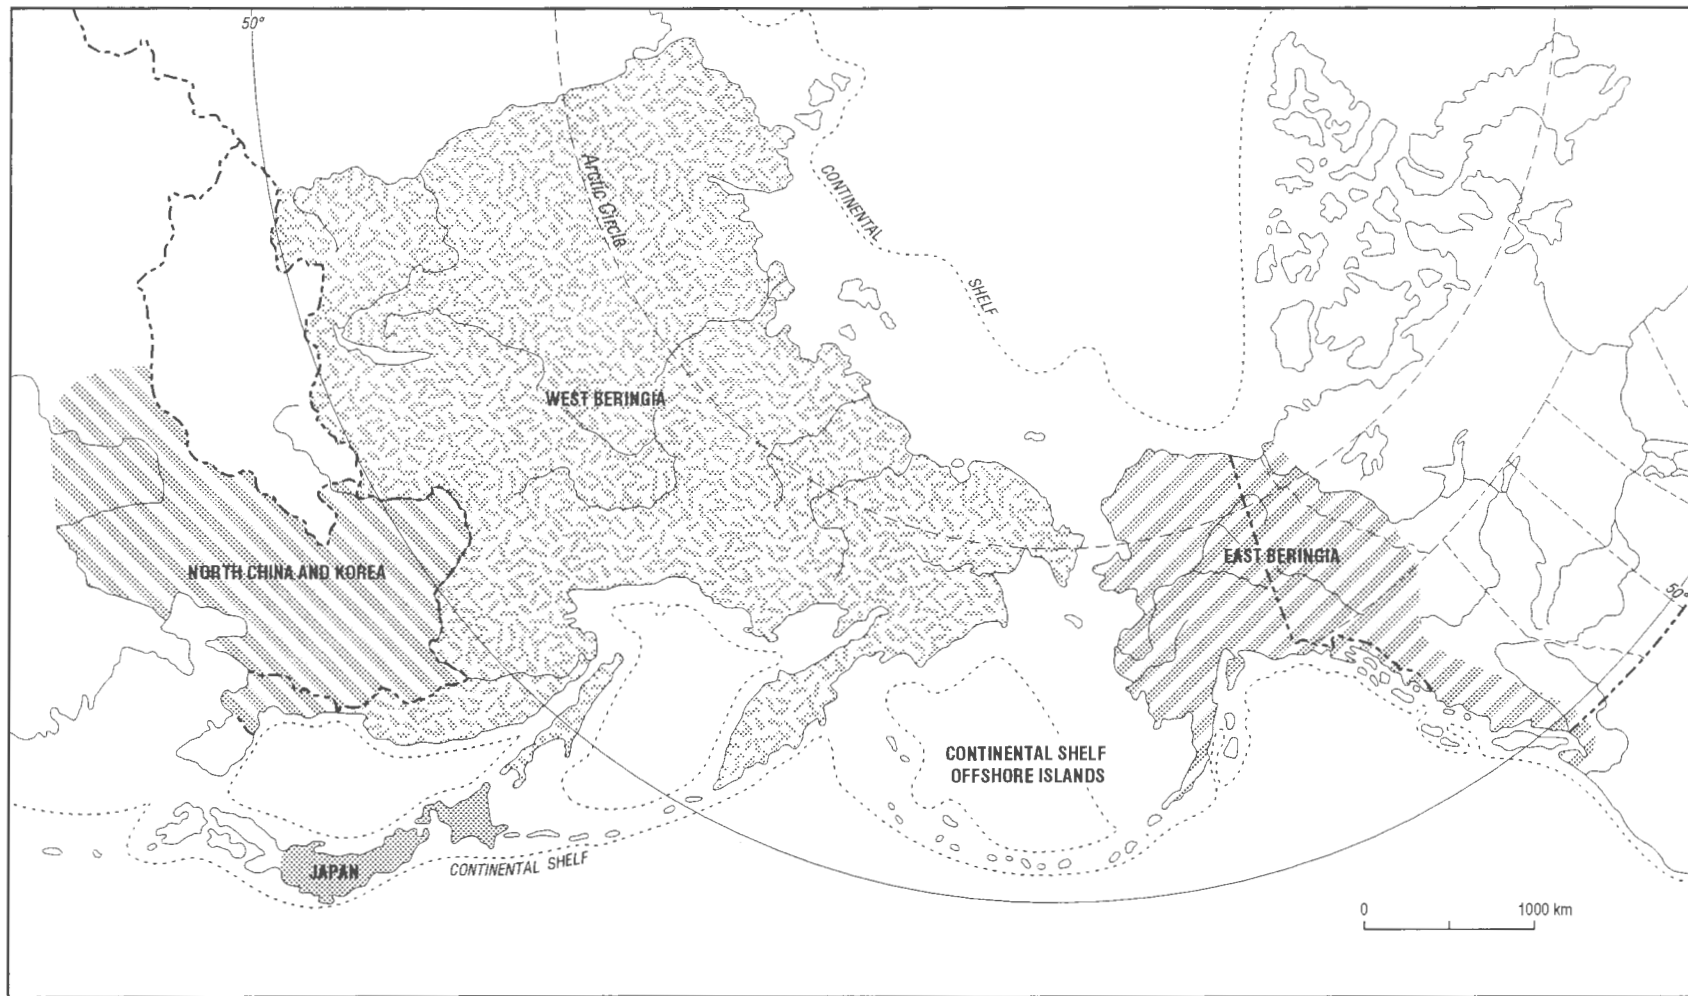 50°
Arctic Circle
CONTINENTAL
SHELF
WEST BERINGIA
EAST BERINGIA
NORTH CHINA AND KOREA
50°
CONTINENTAL SHELF
OFFSHORE ISLANDS
JAPAN
CONTINENTAL SHELF
0 1000 km